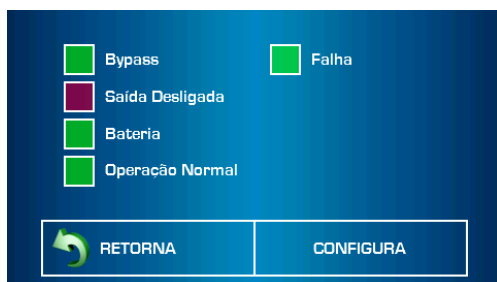 Bypass
Falha
Saída Desligada
Bateria
Operação Normal
RETORNA
CONFIGURA